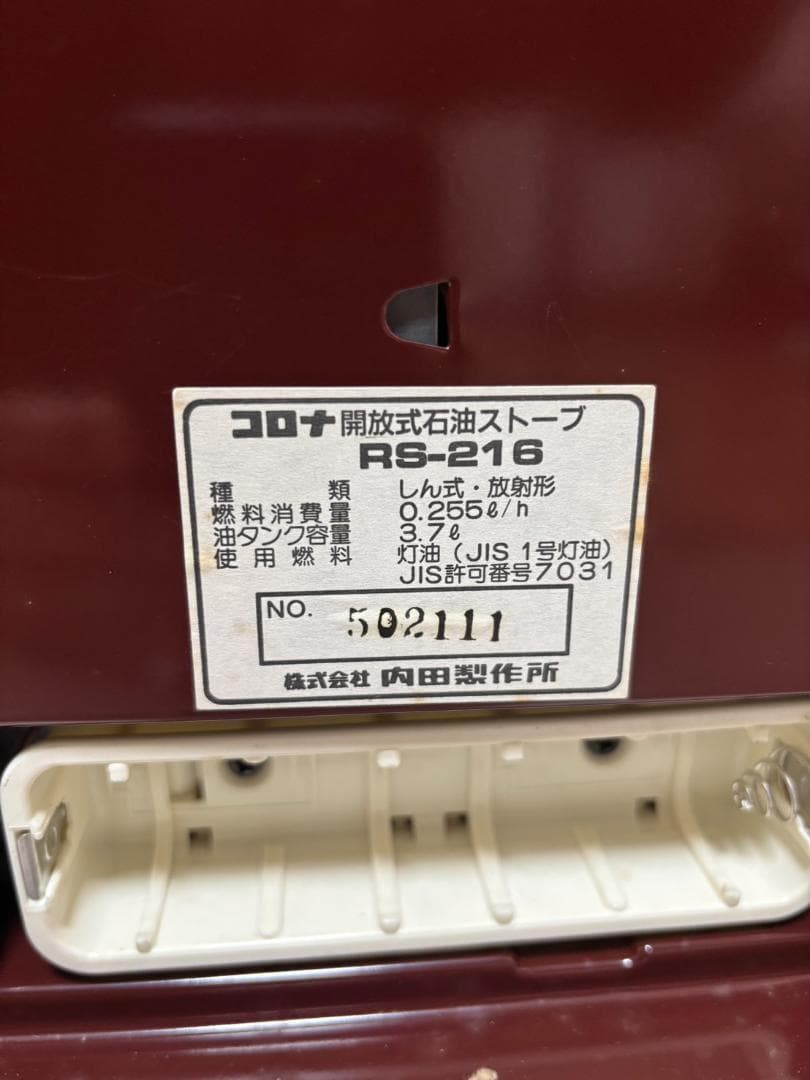 コロナ 開放式石油ストーブ
RS-216
種類 しん式・放射形
燃料消費量 0.255ℓ/h
油タンク容量 3.7ℓ
使用燃料 灯油(JIS 1号灯油)
JIS許可番号7031
NO. 502111
株式会社 内田製作所